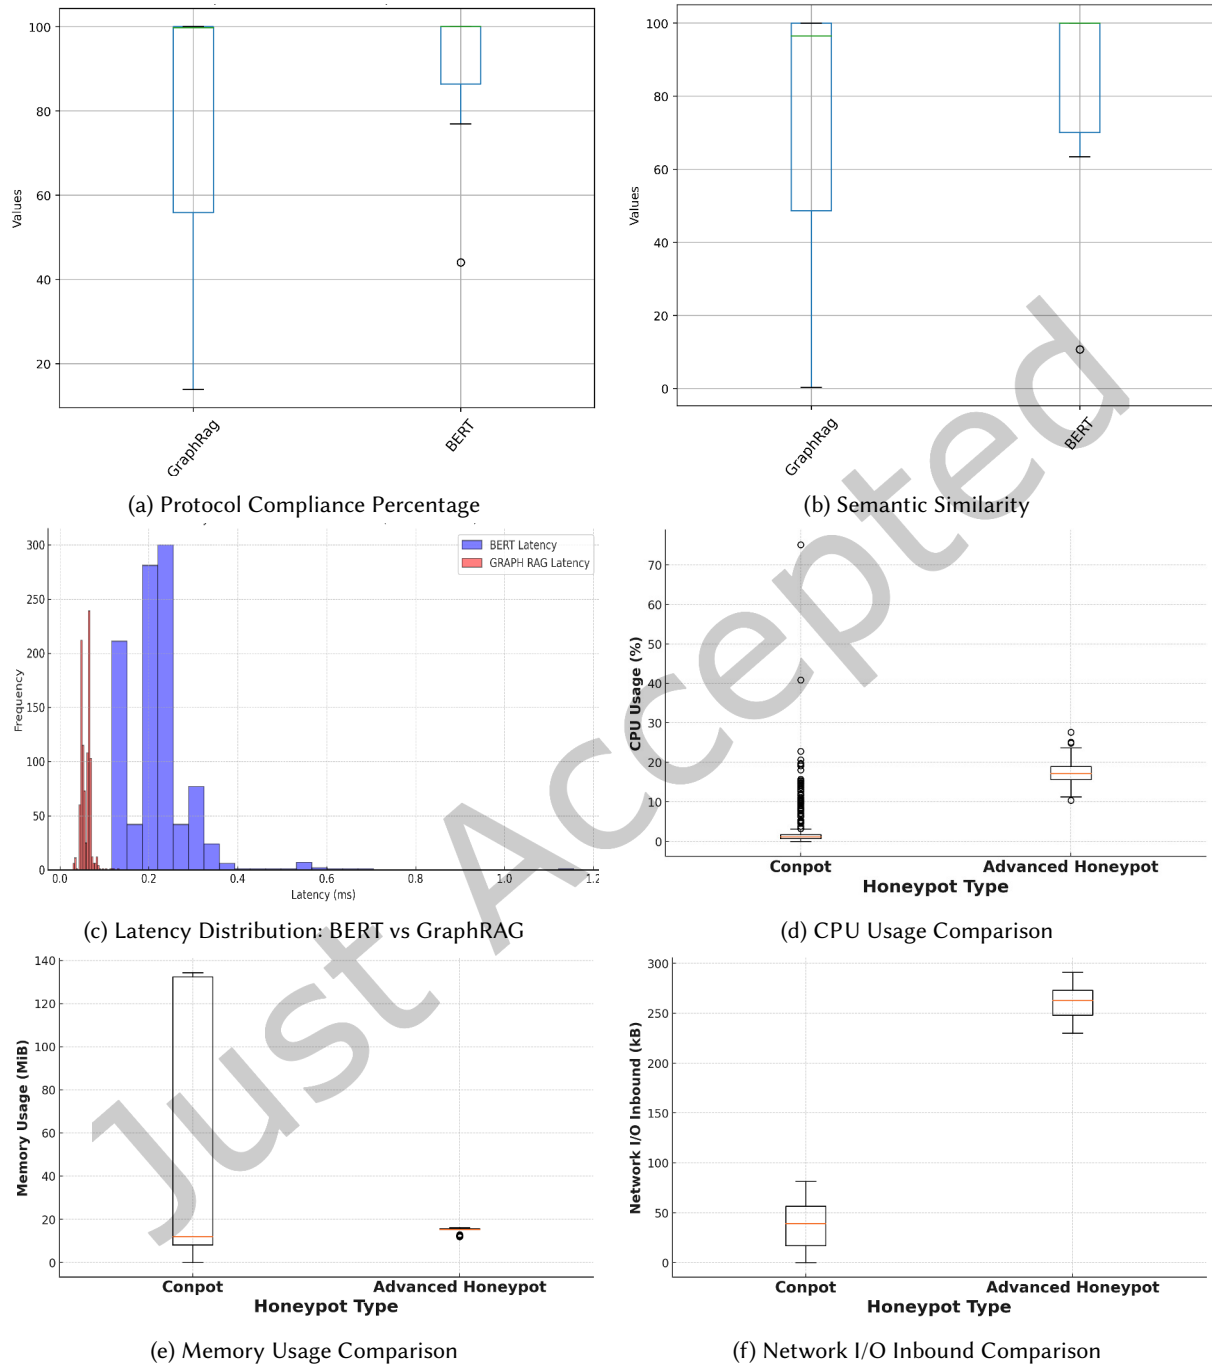 100
80
60
40
20
Values
GraphRag
BERT
(a) Protocol Compliance Percentage
100
80
60
40
20
0
Values
GraphRag
BERT
(b) Semantic Similarity
300
250
200
150
100
50
0
Frequency
BERT Latency
GRAPH RAG Latency
0.0 0.2 0.4 0.6 0.8 1.0 1.2
Latency (ms)
(c) Latency Distribution: BERT vs GraphRAG
70
60
50
40
30
20
10
0
CPU Usage (%)
Conpot Advanced Honeypot
Honeypot Type
(d) CPU Usage Comparison
140
120
100
80
60
40
20
0
Memory Usage (MiB)
Conpot Advanced Honeypot
Honeypot Type
(e) Memory Usage Comparison
300
250
200
150
100
50
0
Network I/O Inbound (kB)
Conpot Advanced Honeypot
Honeypot Type
(f) Network I/O Inbound Comparison
Just Accepted